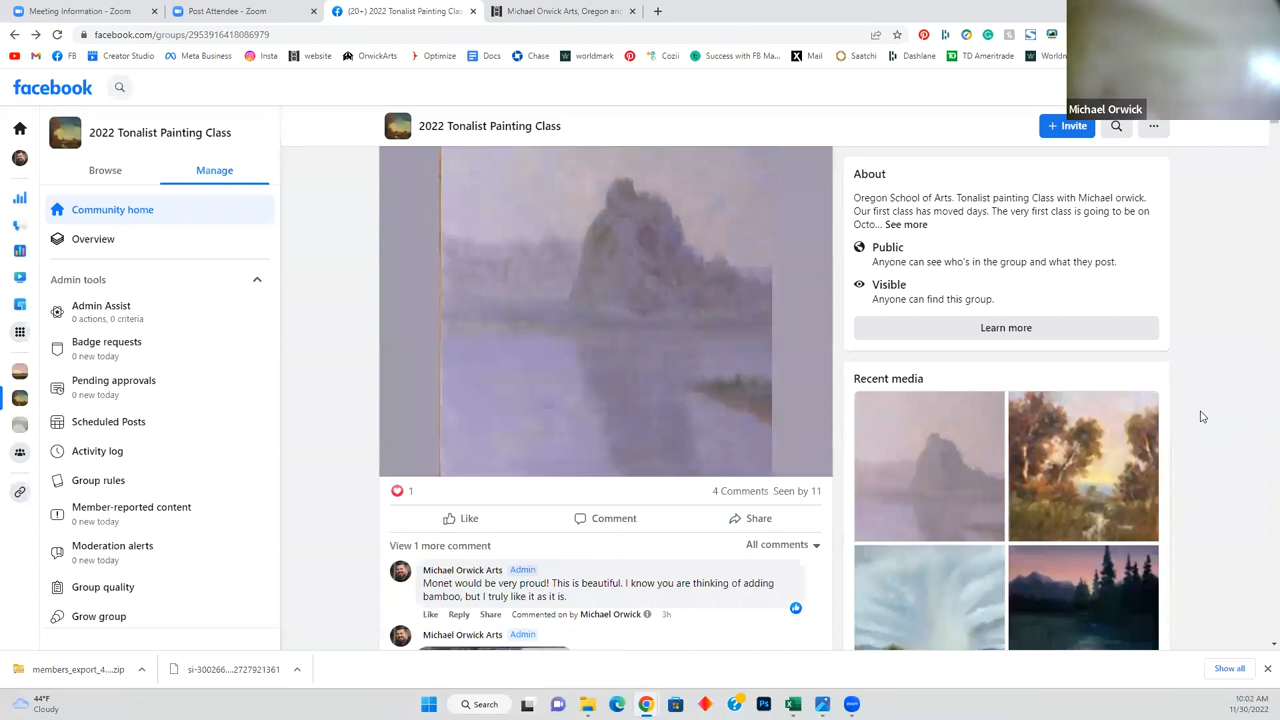 Meeting Information - Zoom
Post Attendee - Zoom
(20+) 2022 Tonalist Painting Clas
Michael Orwick Arts, Oregon an
facebook.com/groups/2953916418086979
FB
Creator Studio
Meta Business
Insta
websit
OrwickArts
Optimize
Docs
Chase
worldmark
Cozii
Success with FB Ma...
Mail
Saatchi
Dashlane
TD Ameritrade
Worldm
Michael Orwick
facebook
2022 Tonalist Painting Class
Browse
Manage
Community home
Overview
Admin tools
Admin Assist
0 actions, 0 criteria
Badge requests
0 new today
Pending approvals
0 new today
Scheduled Posts
Activity log
Group rules
Member-reported content
0 new today
Moderation alerts
0 new today
Group quality
Grow group
2022 Tonalist Painting Class
+ Invite
1
4 Comments Seen by 11
Like
Comment
Share
View 1 more comment
All comments
Michael Orwick Arts Admin
Monet would be very proud! This is beautiful. I know you are thinking of adding
bamboo, but I truly like it as it is.
Like Reply Share Commented on by Michael Orwick 3h
Michael Orwick Arts Admin
About
Oregon School of Arts. Tonalist painting Class with Michael orwick.
Our first class has moved days. The very first class is going to be on
Octo... See more
Public
Anyone can see who's in the group and what they post.
Visible
Anyone can find this group.
Learn more
Recent media
members_export_4....zip
si-300266....2727921361
Show all
44°F
Cloudy
Search
10:02 AM
11/30/2022